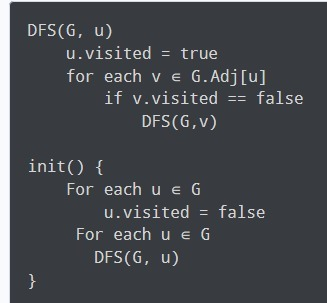 DFS(G, u)
    u.visited = true
    for each v ∈ G.Adj[u]
        if v.visited == false
            DFS(G,v)
init() {
    For each u ∈ G
        u.visited = false
     For each u ∈ G
       DFS(G, u)
}